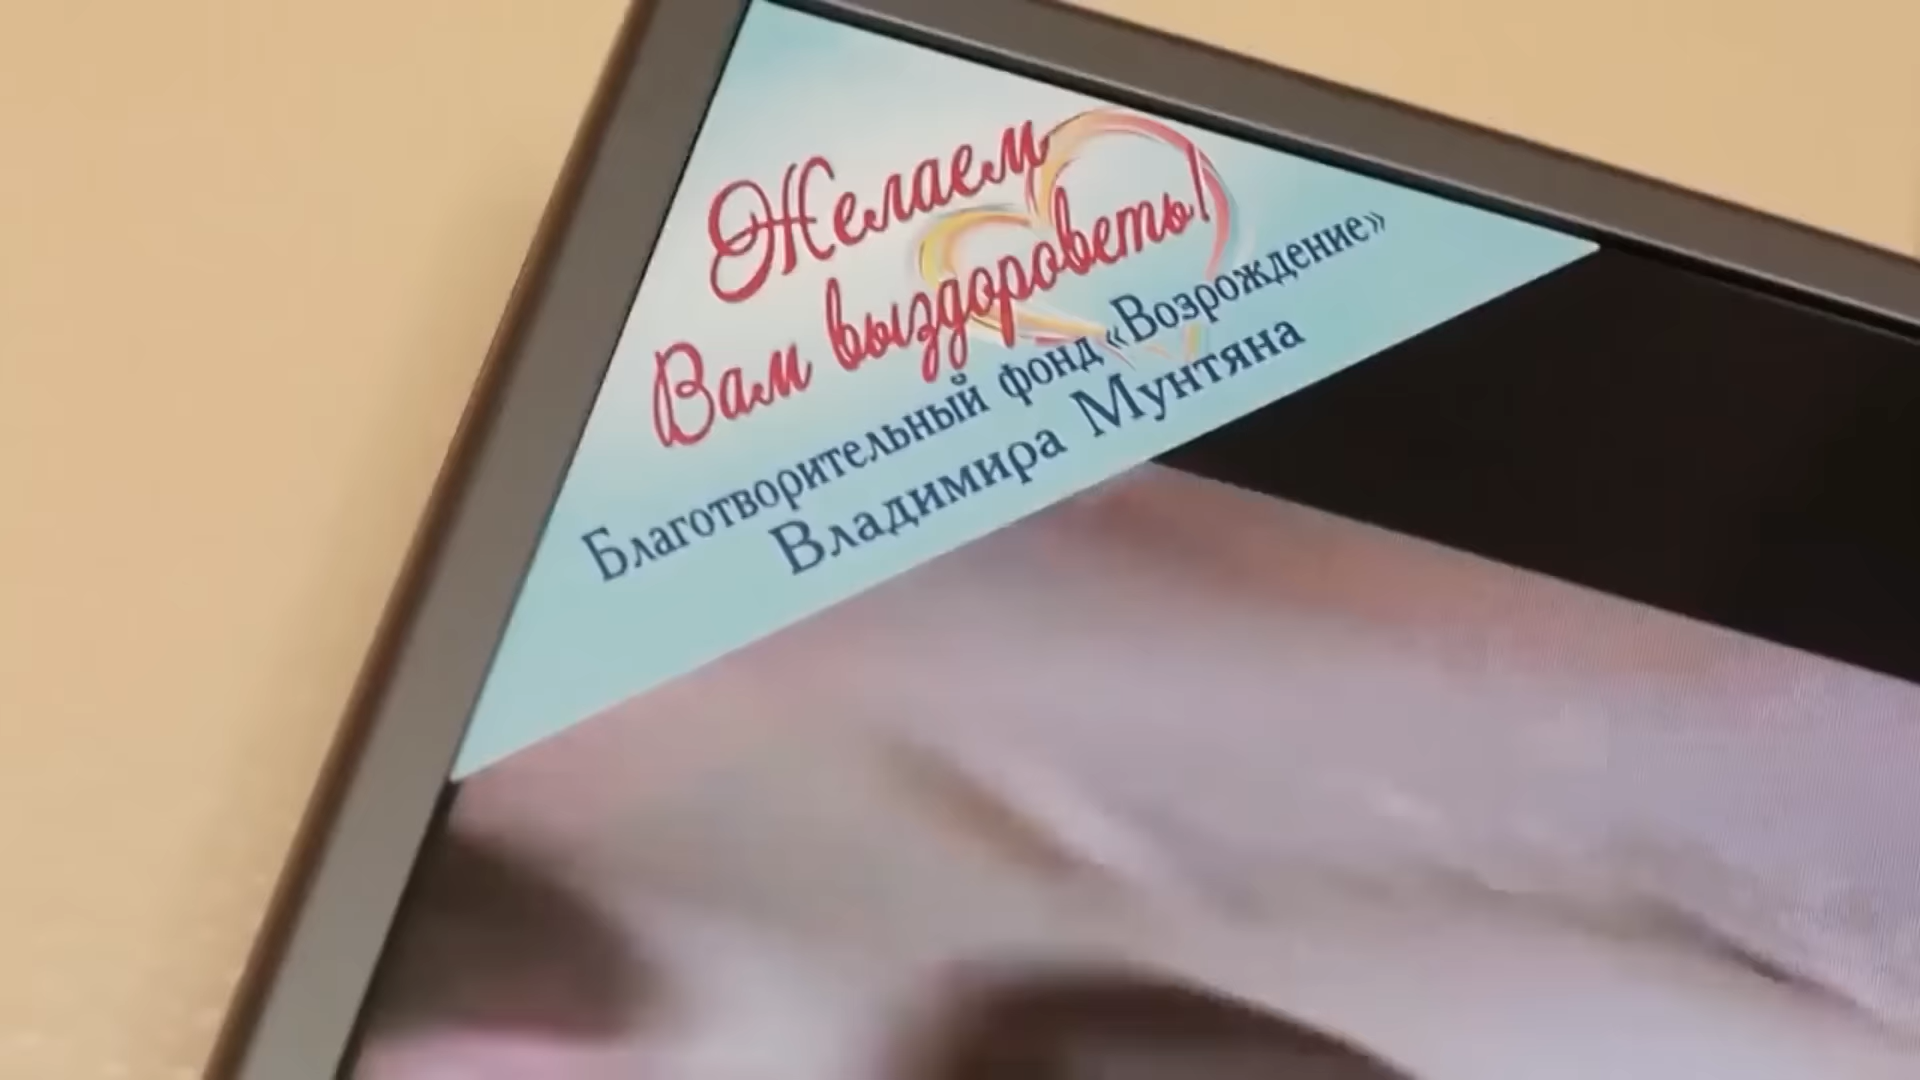 Желаем
Вам выздороветь!
Благотворительный фонд «Возрождение»
Владимира Мунтяна